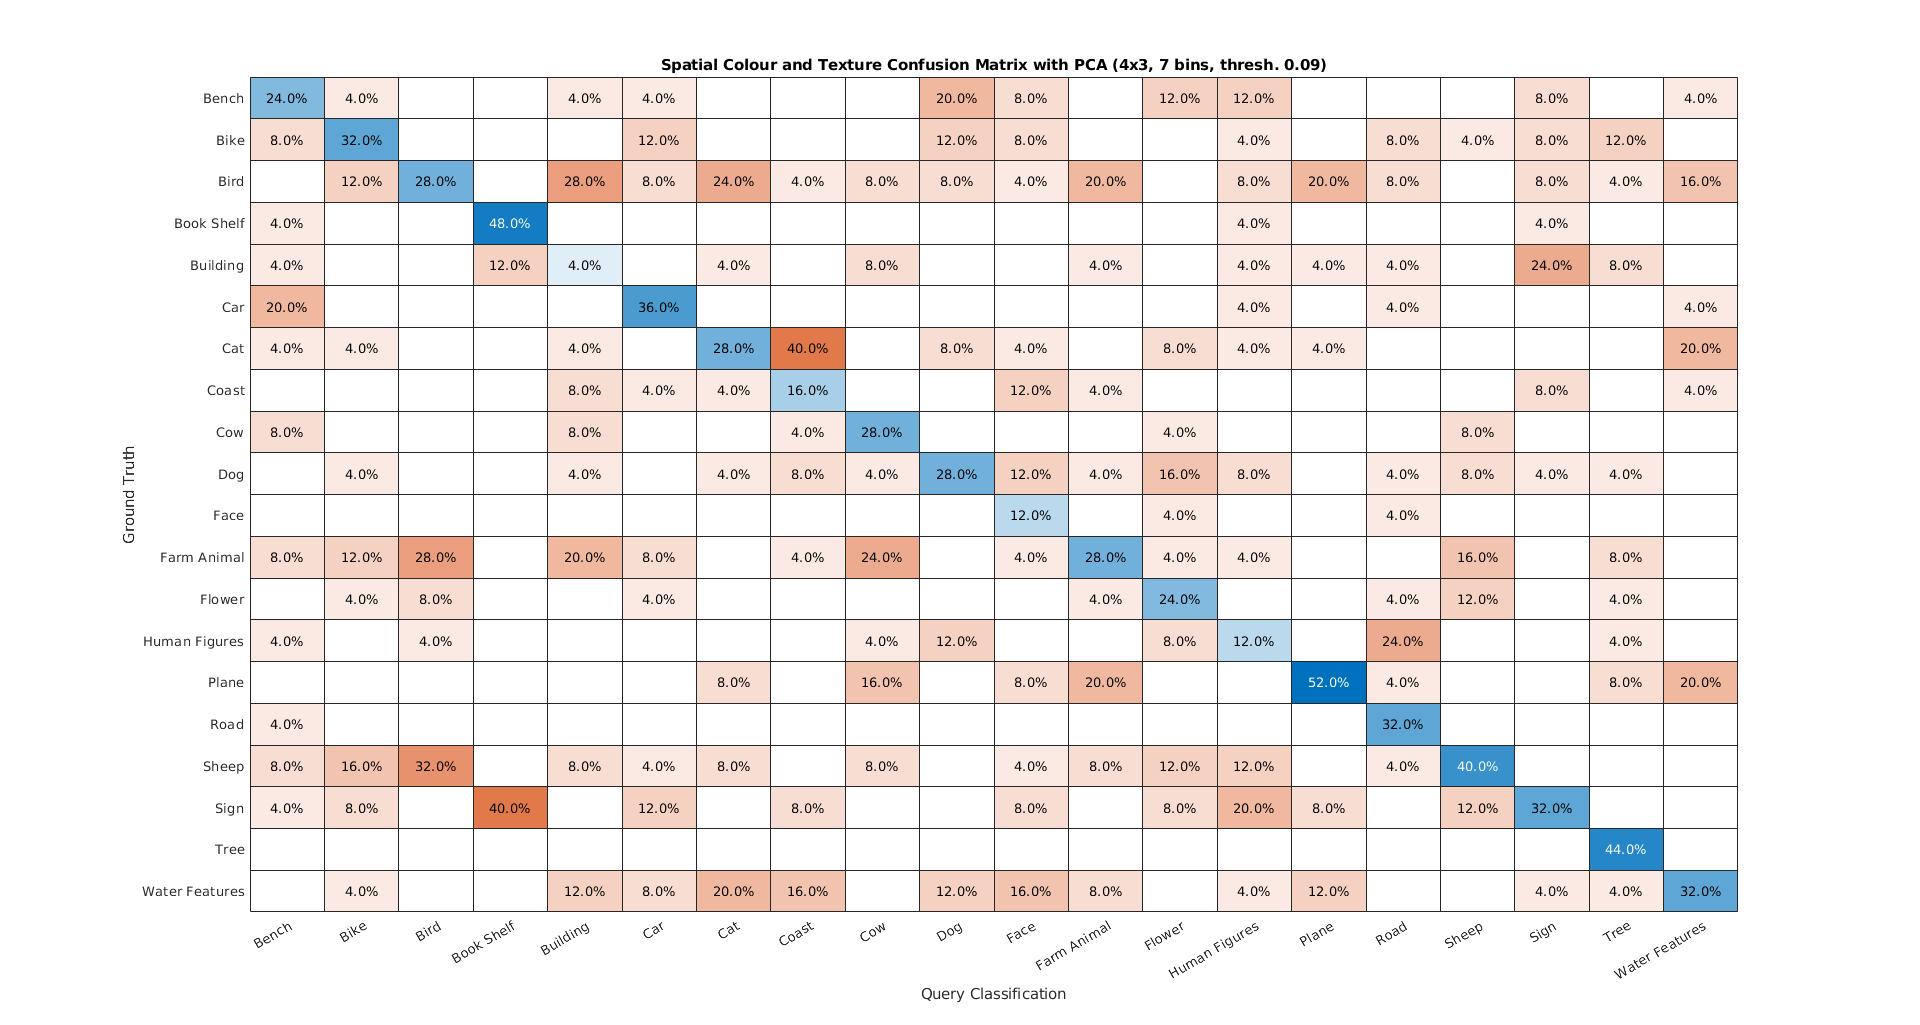 Spatial Colour and Texture Confusion Matrix with PCA (4x3, 7 bins, thresh. 0.09)
Bench 24.0% 4.0% 4.0% 4.0% 20.0% 8.0% 12.0% 12.0% 8.0% 4.0%
Bike 8.0% 32.0% 12.0% 12.0% 8.0% 4.0% 8.0% 4.0% 8.0% 12.0%
Bird 12.0% 28.0% 28.0% 8.0% 24.0% 4.0% 8.0% 8.0% 4.0% 20.0% 8.0% 20.0% 8.0% 8.0% 4.0% 16.0%
Book Shelf 4.0% 48.0% 4.0% 4.0%
Building 4.0% 12.0% 4.0% 4.0% 8.0% 4.0% 4.0% 4.0% 4.0% 24.0% 8.0%
Car 20.0% 36.0% 4.0% 4.0% 4.0%
Cat 4.0% 4.0% 4.0% 28.0% 40.0% 8.0% 4.0% 8.0% 4.0% 4.0% 20.0%
Coast 8.0% 4.0% 4.0% 16.0% 12.0% 4.0% 8.0% 4.0%
Cow 8.0% 8.0% 4.0% 28.0% 4.0% 8.0%
Dog 4.0% 4.0% 4.0% 8.0% 4.0% 28.0% 12.0% 4.0% 16.0% 8.0% 4.0% 8.0% 4.0% 4.0%
Face 12.0% 4.0% 4.0%
Farm Animal 8.0% 12.0% 28.0% 20.0% 8.0% 4.0% 24.0% 4.0% 28.0% 4.0% 4.0% 16.0% 8.0%
Flower 4.0% 8.0% 4.0% 4.0% 24.0% 4.0% 12.0% 4.0%
Human Figures 4.0% 4.0% 4.0% 12.0% 8.0% 12.0% 24.0% 4.0%
Plane 8.0% 16.0% 8.0% 20.0% 52.0% 4.0% 8.0% 20.0%
Road 4.0% 32.0%
Sheep 8.0% 16.0% 32.0% 8.0% 4.0% 8.0% 8.0% 4.0% 8.0% 12.0% 12.0% 4.0% 40.0%
Sign 4.0% 8.0% 40.0% 12.0% 8.0% 8.0% 8.0% 20.0% 8.0% 12.0% 32.0%
Tree 44.0%
Water Features 4.0% 12.0% 8.0% 20.0% 16.0% 12.0% 16.0% 8.0% 4.0% 12.0% 4.0% 4.0% 32.0%
Ground Truth
Bench Bike Bird Book Shelf Building Car Cat Coast Cow Dog Face Farm Animal Flower Human Figures Plane Road Sheep Sign Tree Water Features
Query Classification